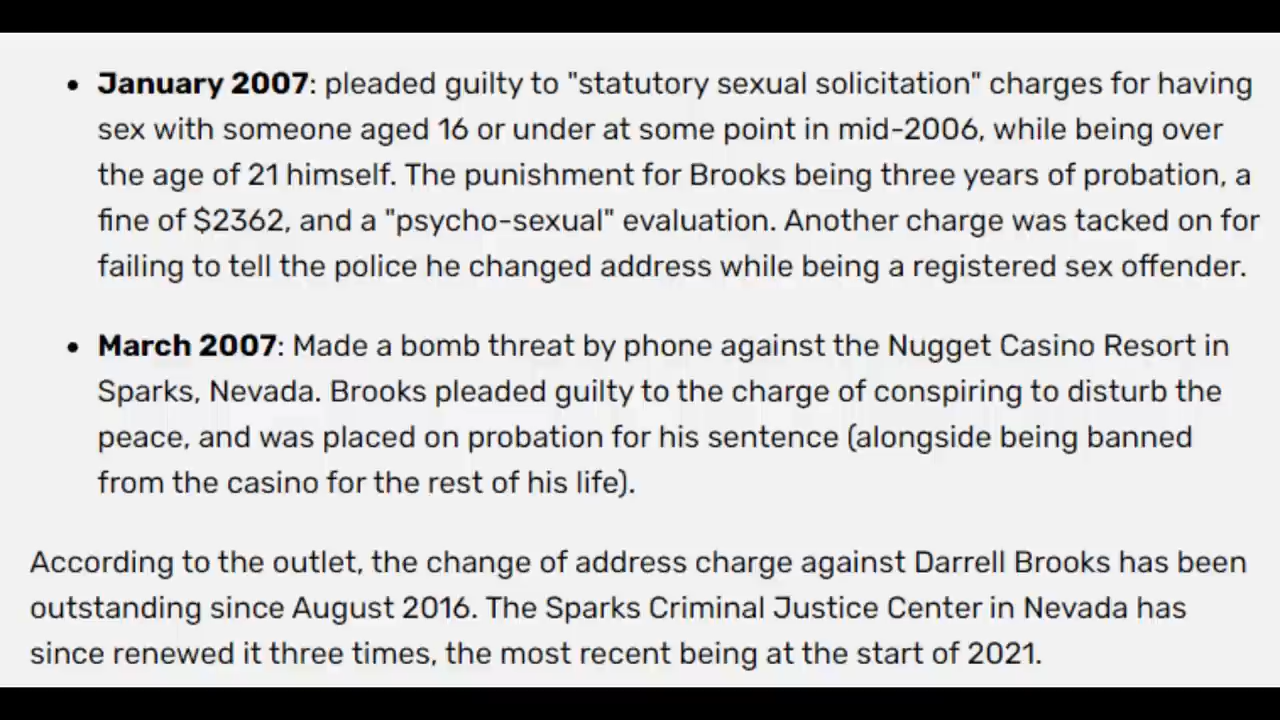 • January 2007: pleaded guilty to "statutory sexual solicitation" charges for having
sex with someone aged 16 or under at some point in mid-2006, while being over
the age of 21 himself. The punishment for Brooks being three years of probation, a
fine of $2362, and a "psycho-sexual" evaluation. Another charge was tacked on for
failing to tell the police he changed address while being a registered sex offender.
• March 2007: Made a bomb threat by phone against the Nugget Casino Resort in
Sparks, Nevada. Brooks pleaded guilty to the charge of conspiring to disturb the
peace, and was placed on probation for his sentence (alongside being banned
from the casino for the rest of his life).
According to the outlet, the change of address charge against Darrell Brooks has been
outstanding since August 2016. The Sparks Criminal Justice Center in Nevada has
since renewed it three times, the most recent being at the start of 2021.